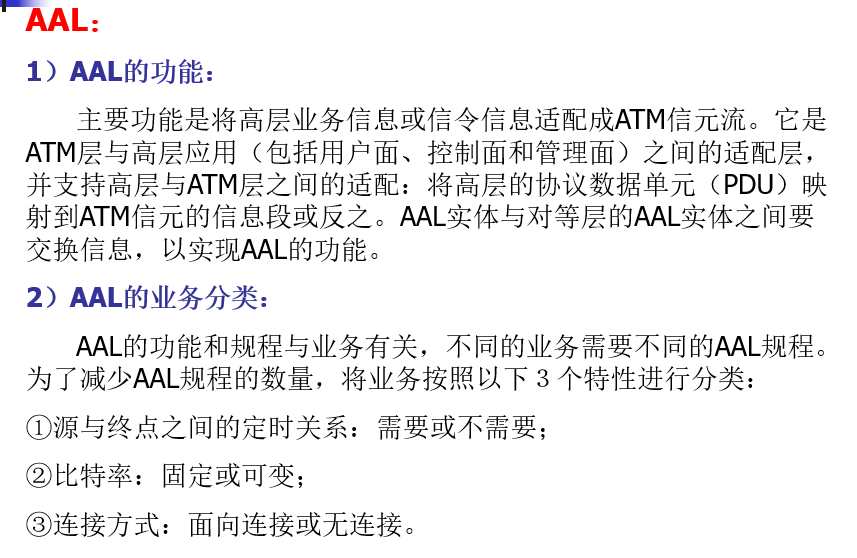 AAL：
1）AAL的功能：
主要功能是将高层业务信息或信令信息适配成ATM信元流。它是
ATM层与高层应用（包括用户面、控制面和管理面）之间的适配层，
并支持高层与ATM层之间的适配：将高层的协议数据单元（PDU）映
射到ATM信元的信息段或反之。AAL实体与对等层的AAL实体之间要
交换信息，以实现AAL的功能。
2）AAL的业务分类：
AAL的功能和规程与业务有关，不同的业务需要不同的AAL规程。
为了减少AAL规程的数量，将业务按照以下３个特性进行分类：
①源与终点之间的定时关系：需要或不需要；
②比特率：固定或可变；
③连接方式：面向连接或无连接。